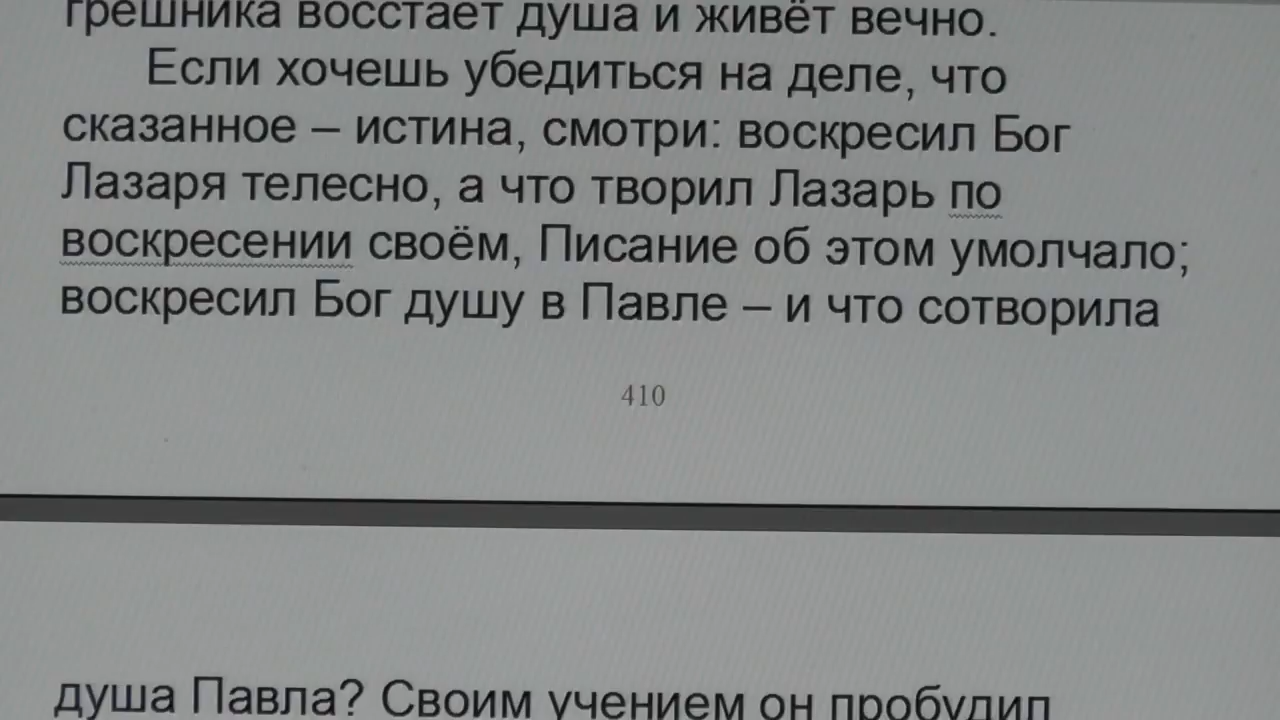 грешника восстаёт душа и живёт вечно.
Если хочешь убедиться на деле, что
сказанное – истина, смотри: воскресил Бог
Лазаря телесно, а что творил Лазарь по
воскресении своём, Писание об этом умолчало;
воскресил Бог душу в Павле – и что сотворила
410
душа Павла? Своим учением он пробудил